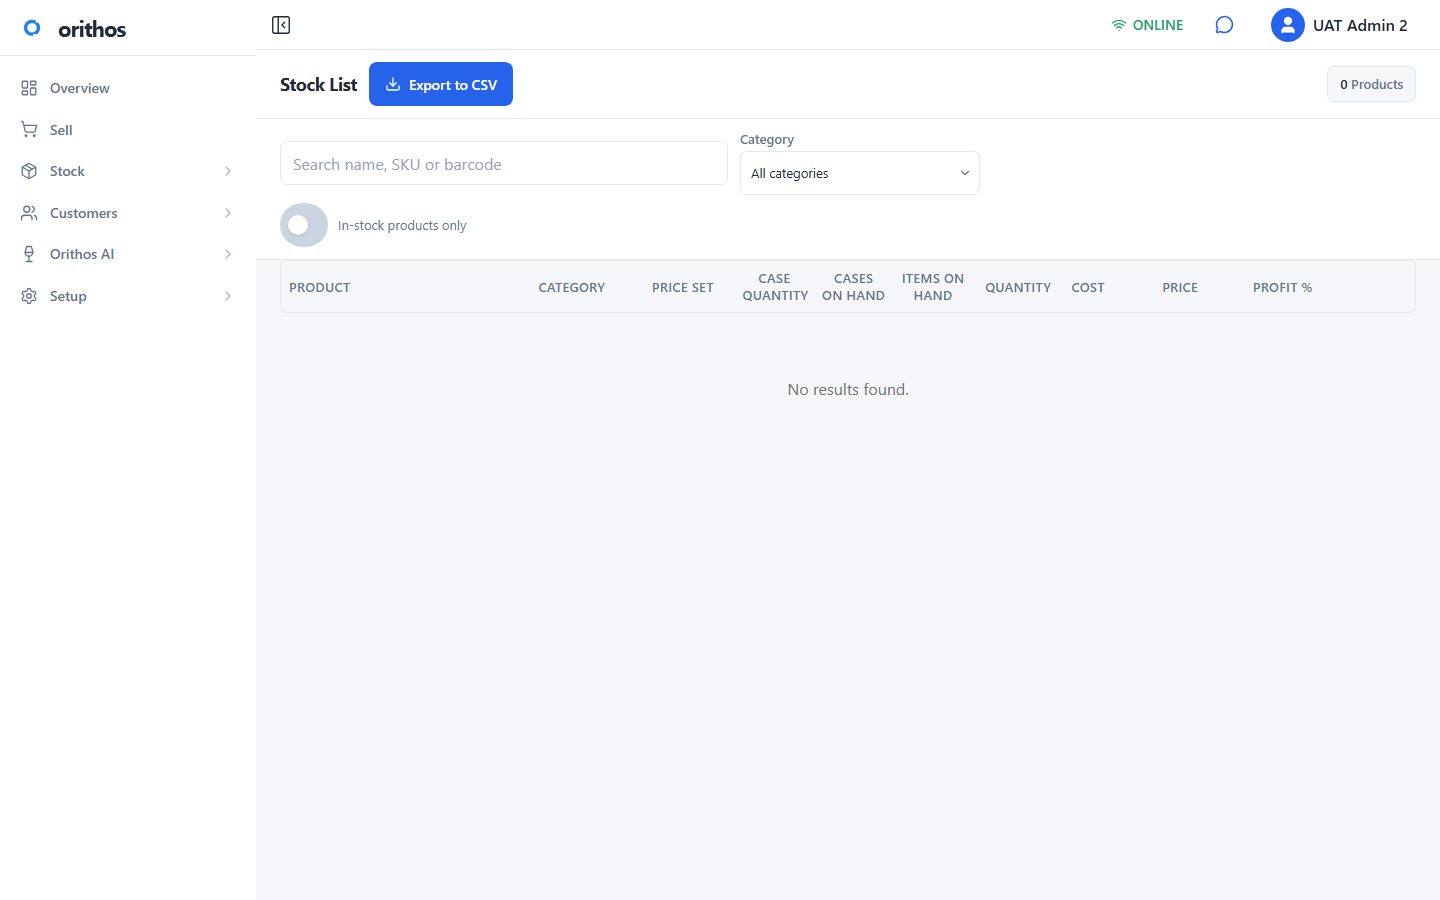 orithos
ONLINE
UAT Admin 2
Overview
Sell
Stock
Customers
Orithos AI
Setup
Stock List
Export to CSV
0 Products
Search name, SKU or barcode
Category
All categories
In-stock products only
PRODUCT
CATEGORY
PRICE SET
CASE
QUANTITY
CASES
ON HAND
ITEMS ON
HAND
QUANTITY
COST
PRICE
PROFIT %
No results found.